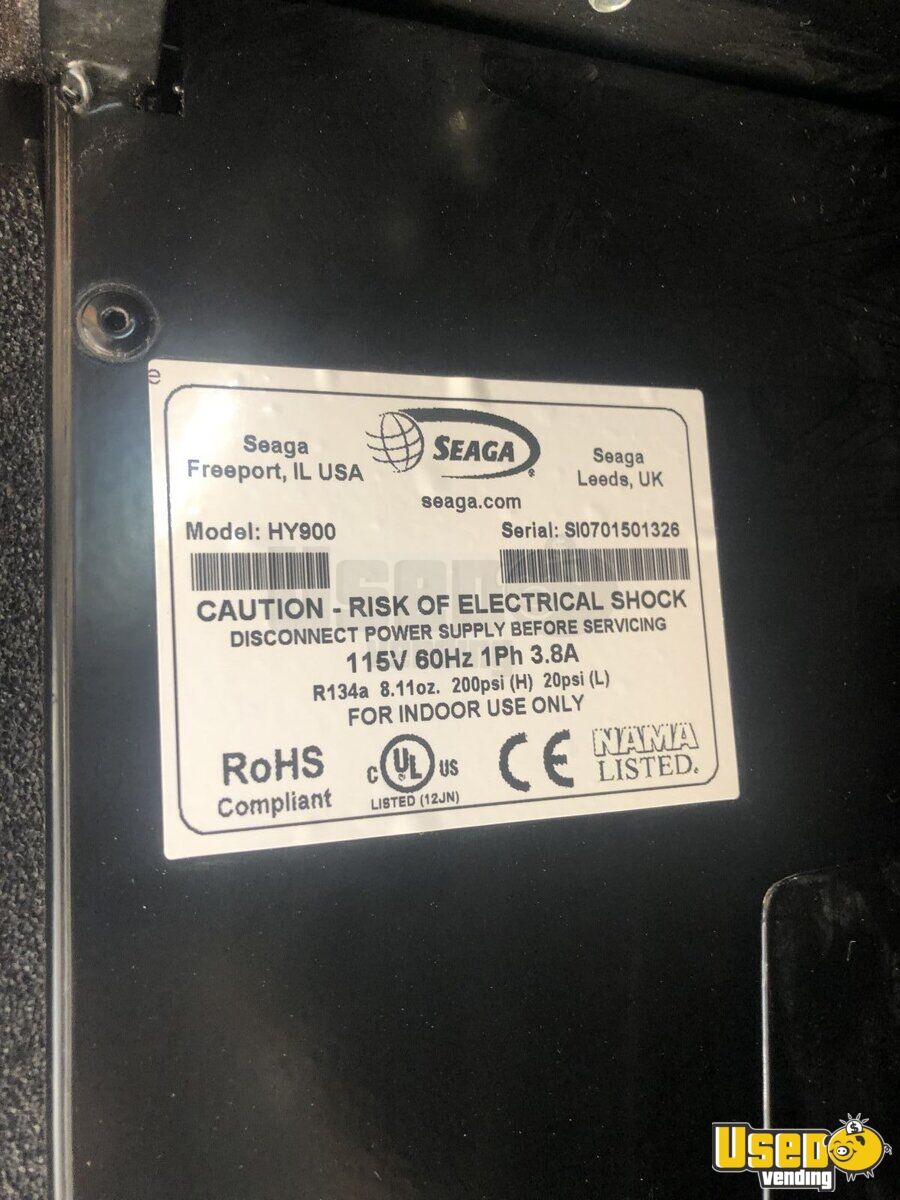 e
Seaga
Freeport, IL USA
SEAGA
Seaga
Leeds, UK
seaga.com
Model: HY900
Serial: SI0701501326
CAUTION - RISK OF ELECTRICAL SHOCK
DISCONNECT POWER SUPPLY BEFORE SERVICING
115V 60Hz 1Ph 3.8A
R134a 8.11oz. 200psi (H) 20psi (L)
FOR INDOOR USE ONLY
RoHS
Compliant
C UL US
LISTED (12JN)
CE
NAMA
LISTED.
USED
vending